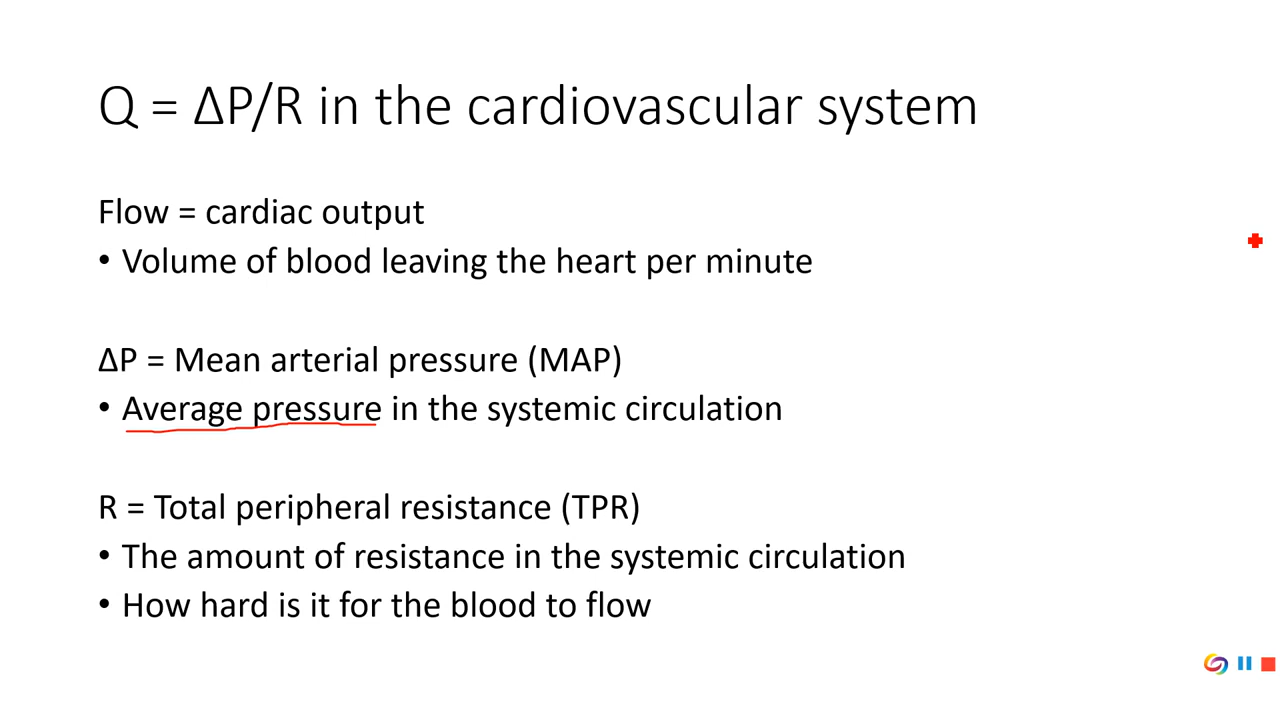 Q = ΔP/R in the cardiovascular system
Flow = cardiac output
• Volume of blood leaving the heart per minute
ΔP = Mean arterial pressure (MAP)
• Average pressure in the systemic circulation
R = Total peripheral resistance (TPR)
• The amount of resistance in the systemic circulation
• How hard is it for the blood to flow